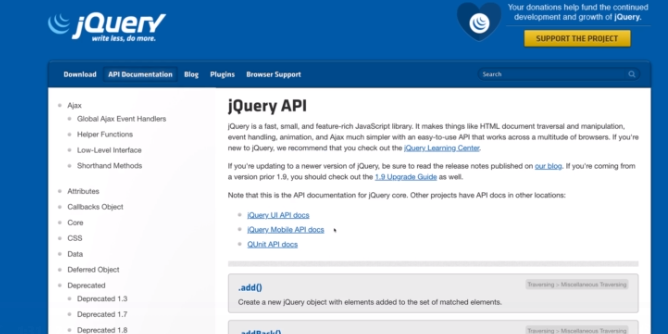 jQuery
write less, do more.
Your donations help fund the continued
development and growth of jQuery.
SUPPORT THE PROJECT
Download API Documentation Blog Plugins Browser Support
Search
Ajax
Global Ajax Event Handlers
Helper Functions
Low-Level Interface
Shorthand Methods
Attributes
Callbacks Object
Core
CSS
Data
Deferred Object
Deprecated
Deprecated 1.3
Deprecated 1.7
Deprecated 1.8
jQuery API
jQuery is a fast, small, and feature-rich JavaScript library. It makes things like HTML document traversal and manipulation,
event handling, animation, and Ajax much simpler with an easy-to-use API that works across a multitude of browsers. If you're
new to jQuery, we recommend that you check out the jQuery Learning Center.
If you're updating to a newer version of jQuery, be sure to read the release notes published on our blog. If you're coming from
a version prior to 1.9, you should check out the 1.9 Upgrade Guide as well.
Note that this is the API documentation for jQuery core. Other projects have API docs in other locations:
jQuery UI API docs
jQuery Mobile API docs
QUnit API docs
.add()
Traversing > Miscellaneous Traversing
Create a new jQuery object with elements added to the set of matched elements.
.addBack()
Traversing > Miscellaneous Traversing